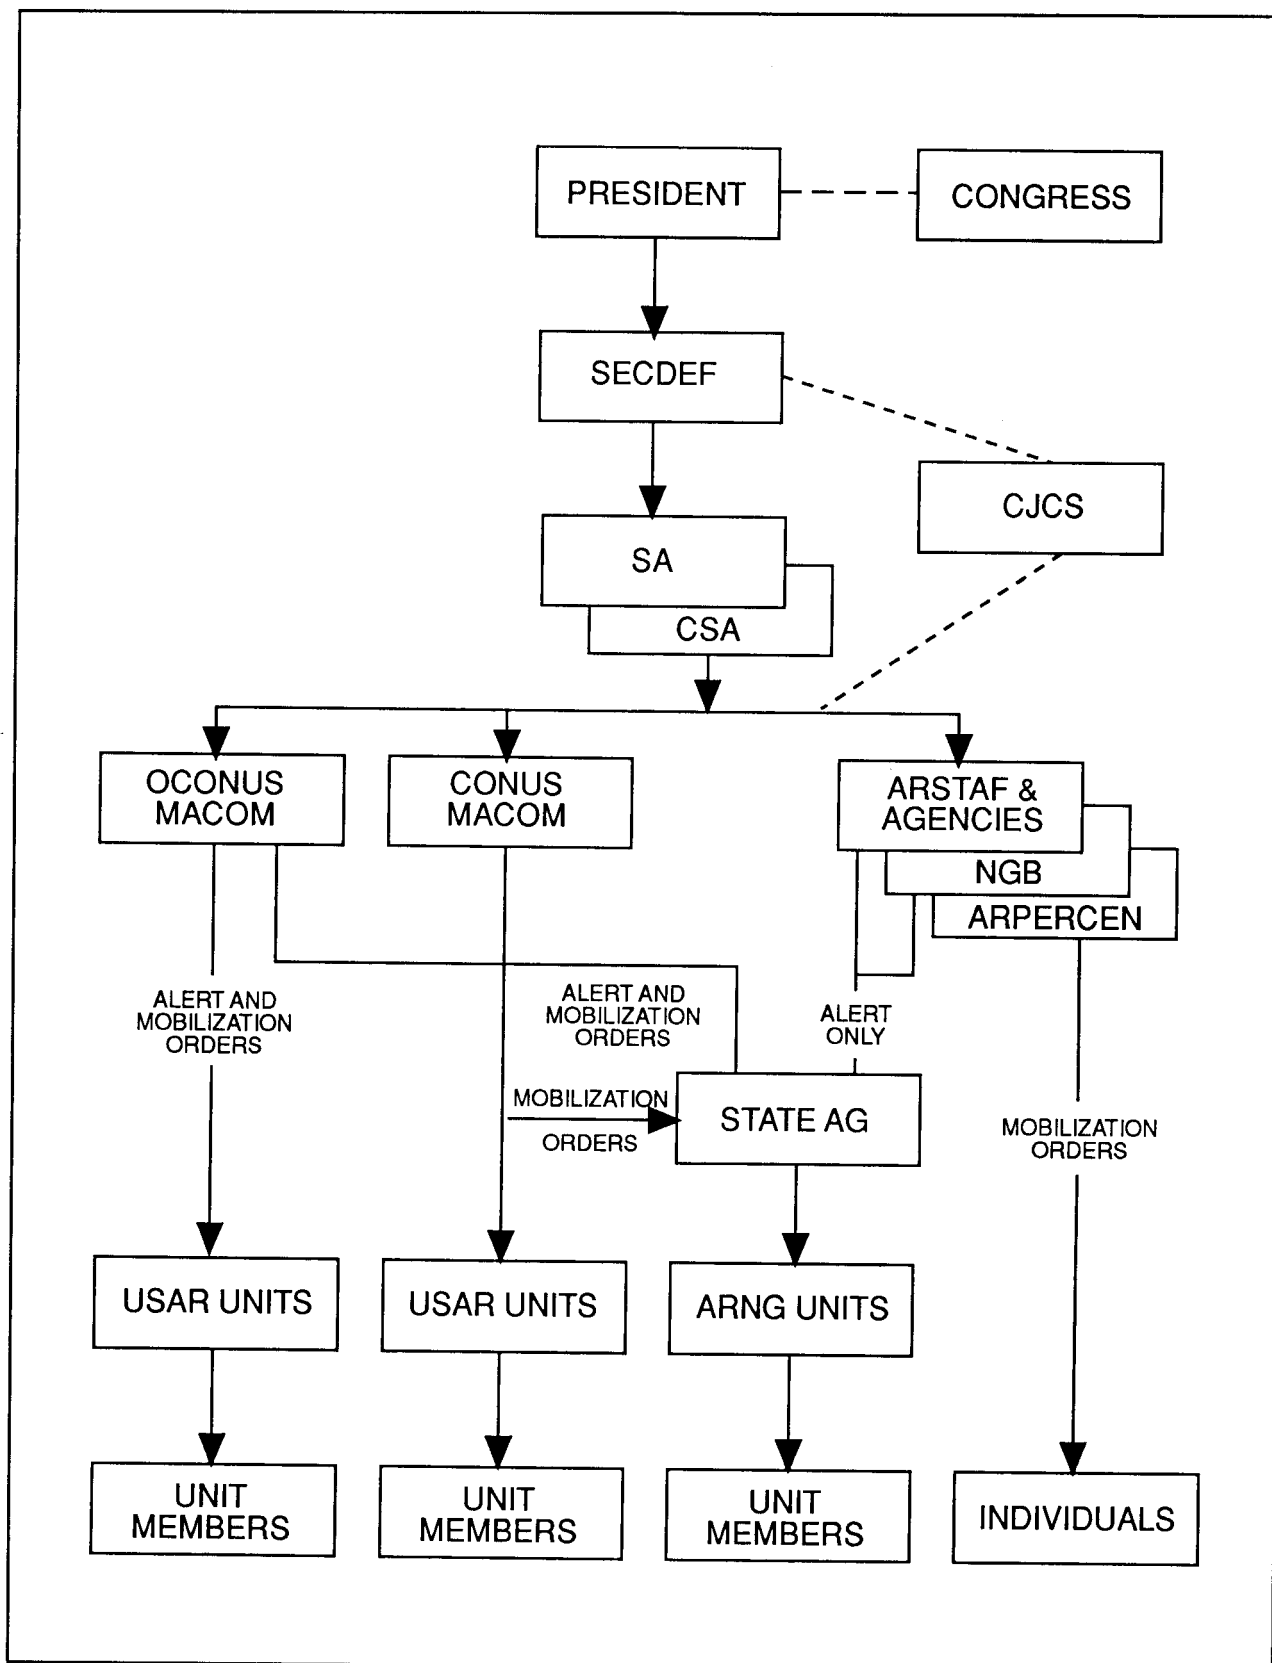 PRESIDENT
CONGRESS
SECDEF
CJCS
SA
CSA
OCONUS
MACOM
CONUS
MACOM
ARSTAF &
AGENCIES
NGB
ARPERCEN
ALERT AND
MOBILIZATION
ORDERS
ALERT AND
MOBILIZATION
ORDERS
ALERT
ONLY
MOBILIZATION
ORDERS
STATE AG
MOBILIZATION
ORDERS
USAR UNITS
USAR UNITS
ARNG UNITS
UNIT
MEMBERS
UNIT
MEMBERS
UNIT
MEMBERS
INDIVIDUALS